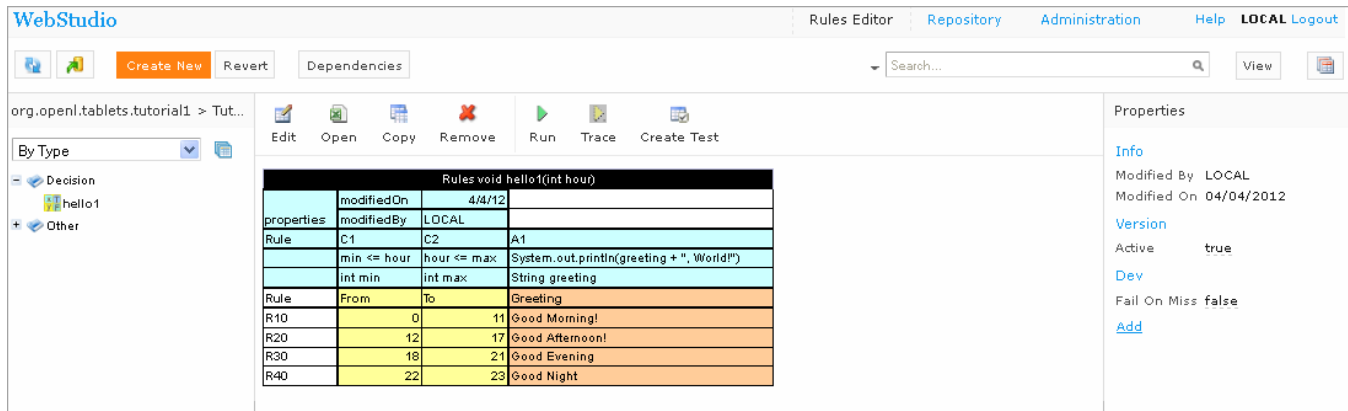 WebStudio
Rules Editor Repository Administration Help LOCAL Logout
Create New Revert Dependencies Search... View
org.openl.tablets.tutorial1 > Tut...
By Type
Decision
hello1
Other
Edit Open Copy Remove Run Trace Create Test
Rules void hello1(int hour)
properties modifiedOn 4/4/12
modifiedBy LOCAL
Rule C1 C2 A1
min <= hour hour <= max System.out.println(greeting + ", World!")
int min int max String greeting
Rule From To Greeting
R10 0 11 Good Morning!
R20 12 17 Good Afternoon!
R30 18 21 Good Evening
R40 22 23 Good Night
Properties
Info
Modified By LOCAL
Modified On 04/04/2012
Version
Active true
Dev
Fail On Miss false
Add